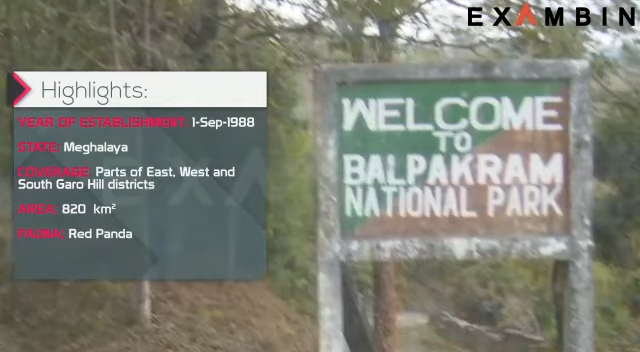 EXAMBIN
Highlights:
YEAR OF ESTABLISHMENT: 1-Sep-1988
STATE: Meghalaya
COVERAGE: Parts of East, West and
South Garo Hill districts
AREA: 820 km²
FAUNA: Red Panda
WELCOME
TO
BALPAKRAM
NATIONAL PARK